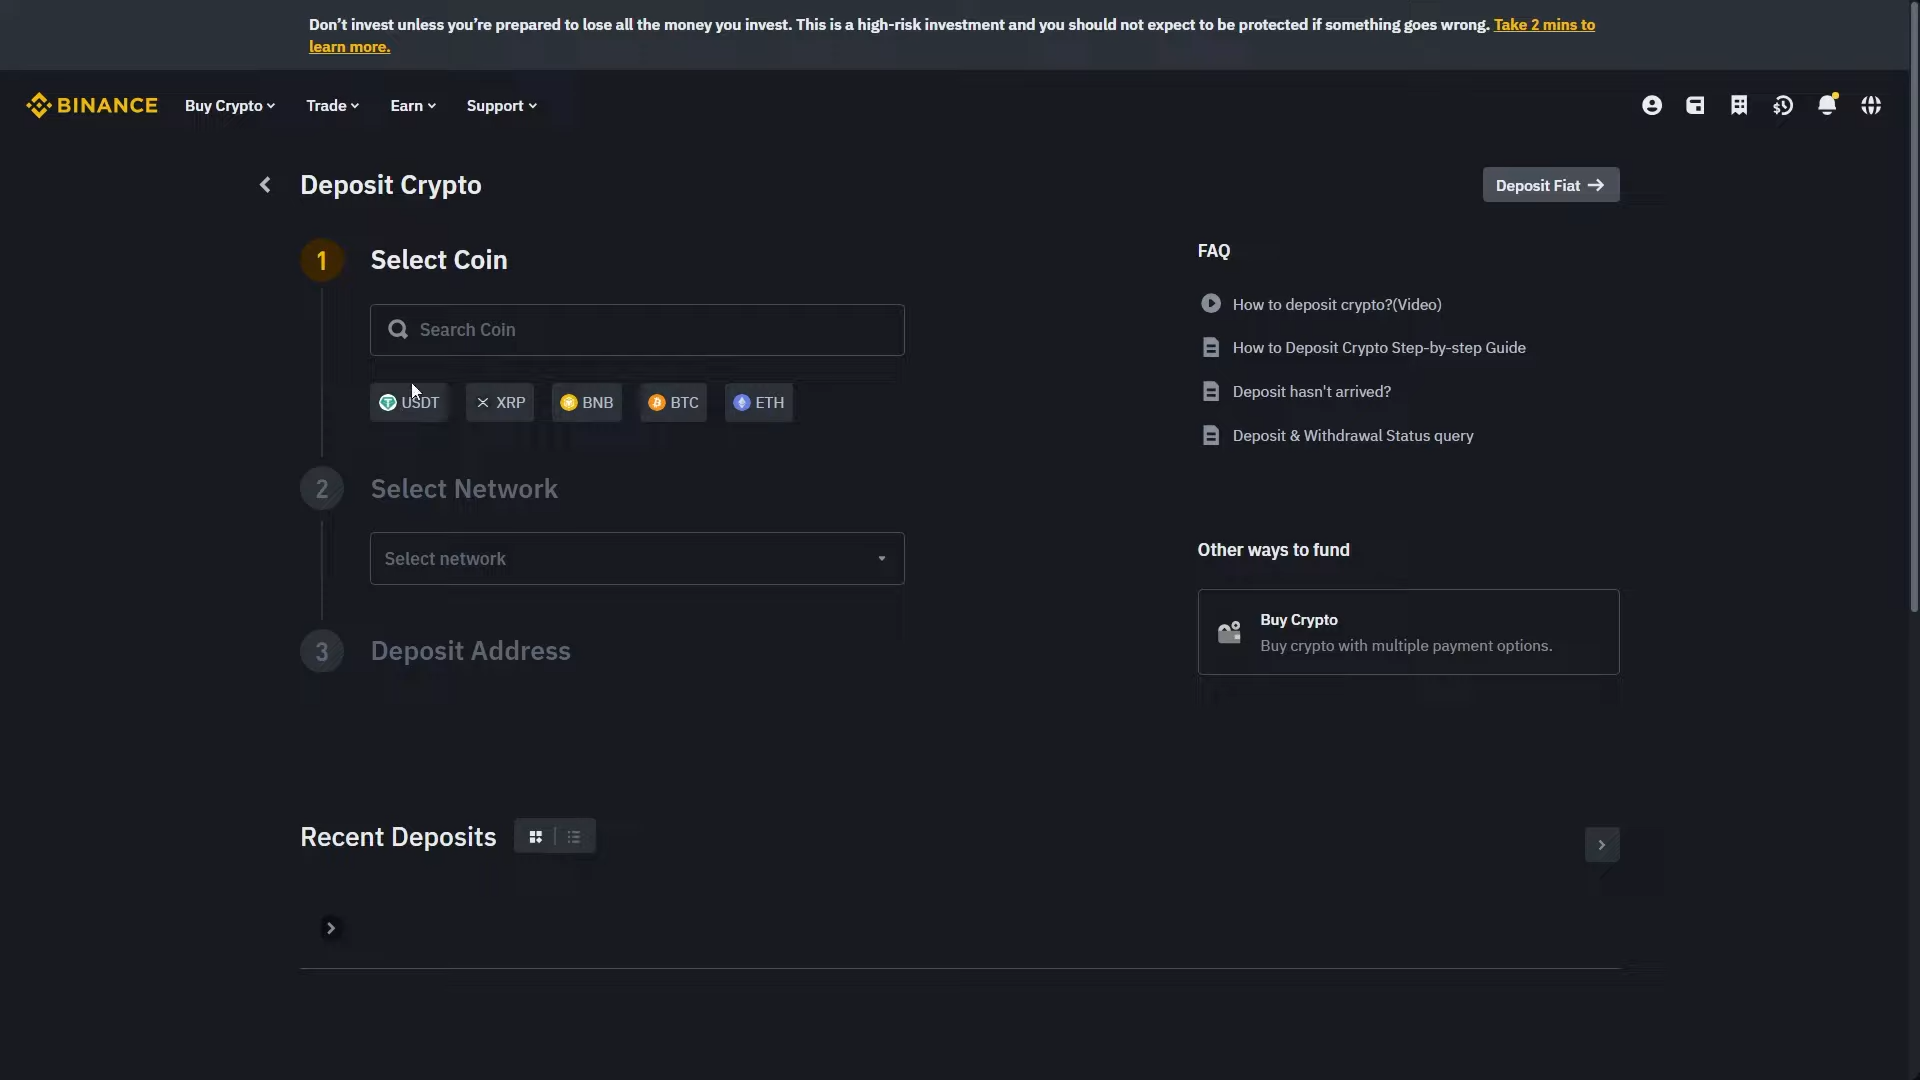 Don’t invest unless you’re prepared to lose all the money you invest. This is a high-risk investment and you should not expect to be protected if something goes wrong. Take 2 mins to
learn more.
BINANCE Buy Crypto Trade Earn Support
Deposit Crypto
Deposit Fiat
1 Select Coin
Search Coin
USDT XRP BNB BTC ETH
2 Select Network
Select network
3 Deposit Address
FAQ
How to deposit crypto?(Video)
How to Deposit Crypto Step-by-step Guide
Deposit hasn't arrived?
Deposit & Withdrawal Status query
Other ways to fund
Buy Crypto
Buy crypto with multiple payment options.
Recent Deposits